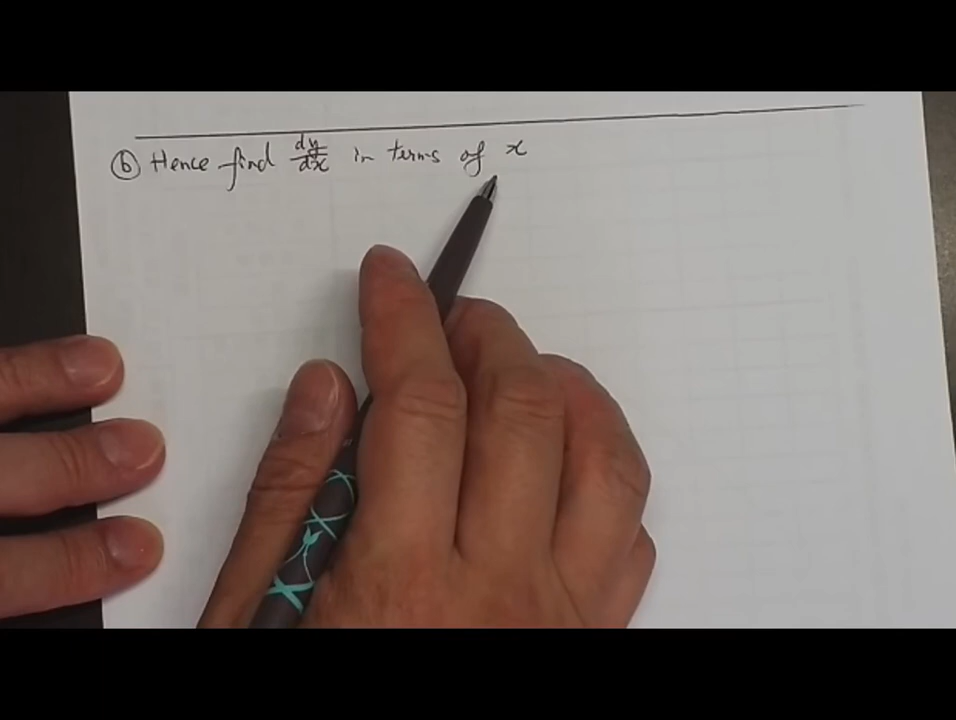 ⓑ Hence find dy/dx in terms of x